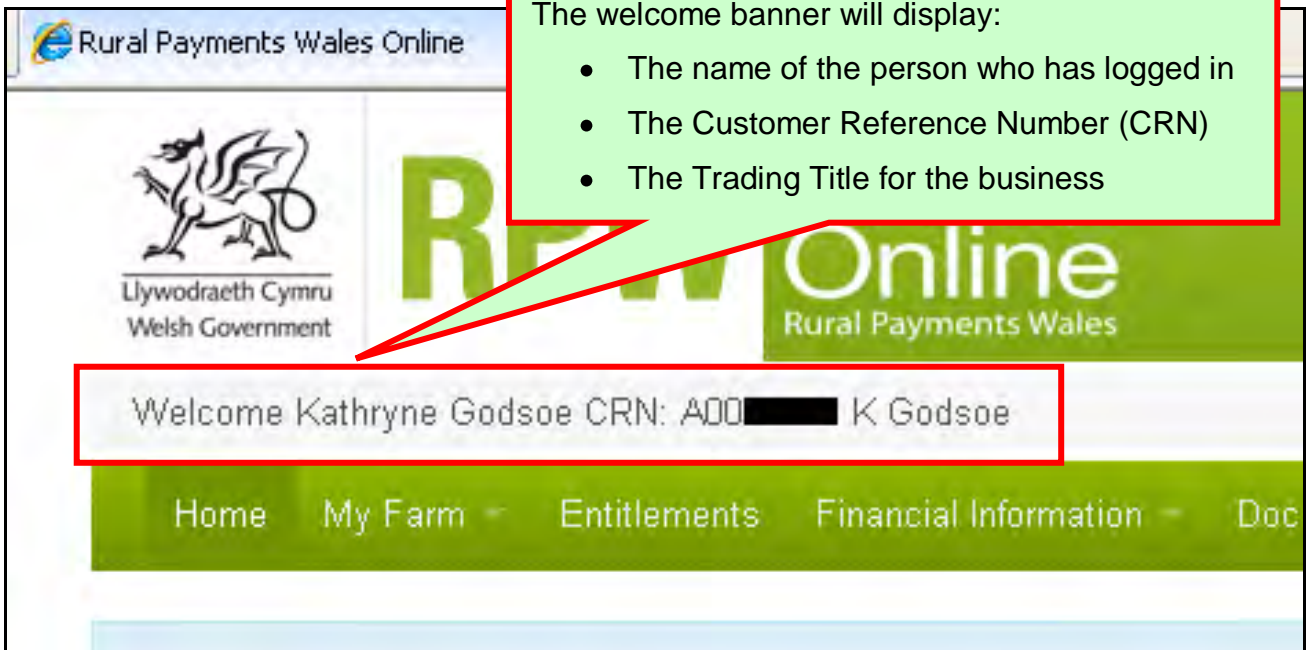 The welcome banner will display:
• The name of the person who has logged in
• The Customer Reference Number (CRN)
• The Trading Title for the business
Rural Payments Wales Online
Llywodraeth Cymru
Welsh Government
RPW
Online
Rural Payments Wales
Welcome Kathryne Godsoe CRN: A00 K Godsoe
Home My Farm Entitlements Financial Information Doc